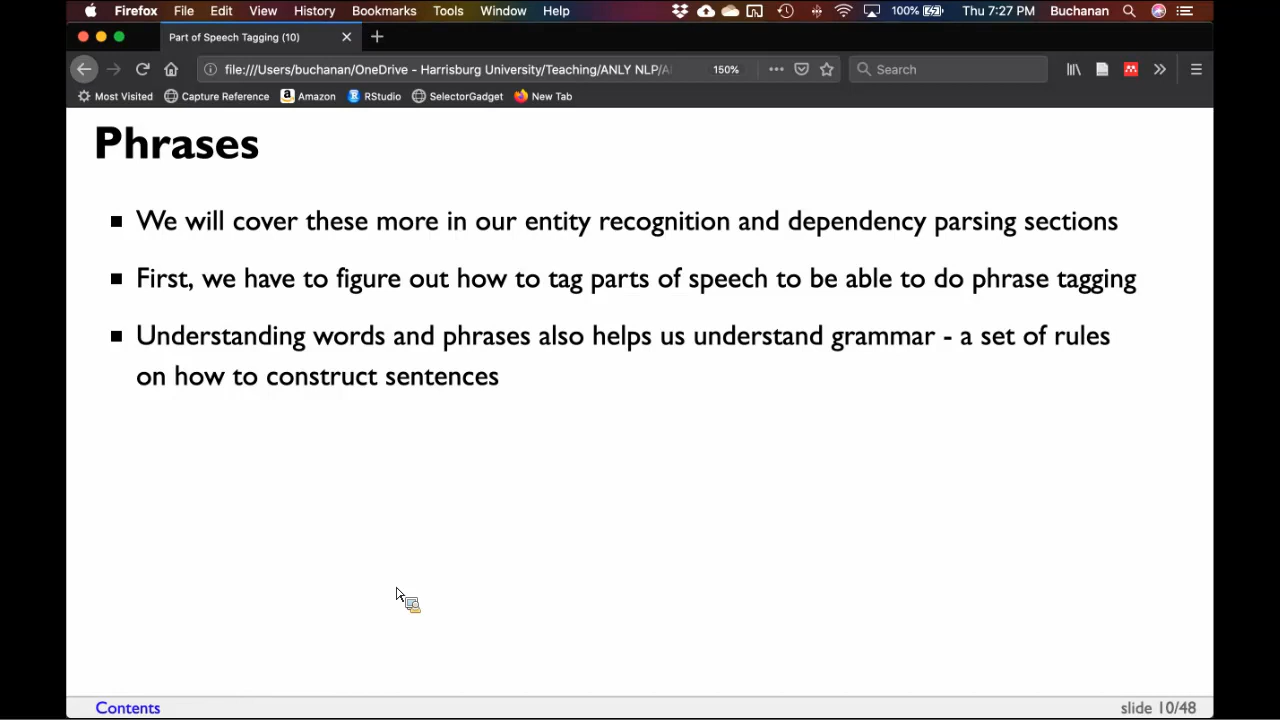 Firefox File Edit View History Bookmarks Tools Window Help 100% Thu 7:27 PM Buchanan
Part of Speech Tagging (10)
file:///Users/buchanan/OneDrive - Harrisburg University/Teaching/ANLY NLP/A 150% Search
Most Visited Capture Reference Amazon RStudio SelectorGadget New Tab
Phrases
We will cover these more in our entity recognition and dependency parsing sections
First, we have to figure out how to tag parts of speech to be able to do phrase tagging
Understanding words and phrases also helps us understand grammar - a set of rules
on how to construct sentences
Contents slide 10/48